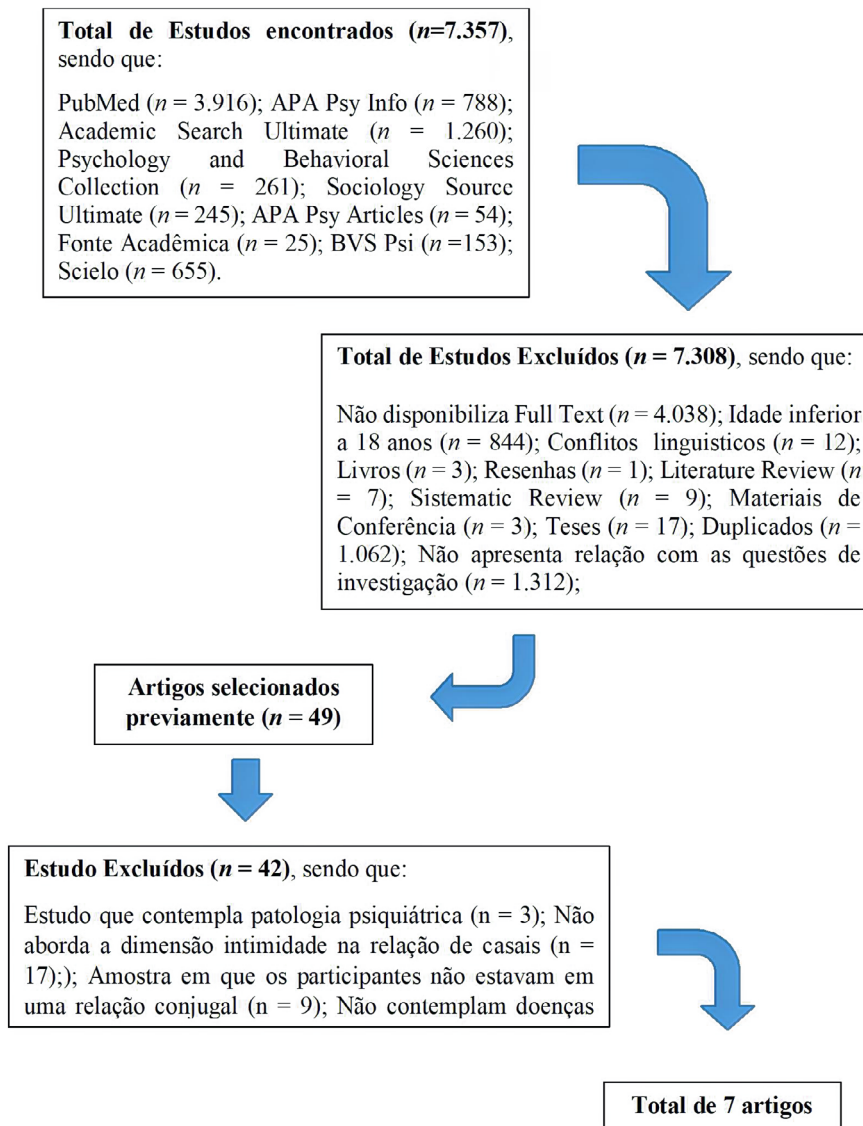 Total de Estudos encontrados (n=7.357),
sendo que:
PubMed (n = 3.916); APA Psy Info (n = 788);
Academic Search Ultimate (n = 1.260);
Psychology and Behavioral Sciences
Collection (n = 261); Sociology Source
Ultimate (n = 245); APA Psy Articles (n = 54);
Fonte Acadêmica (n = 25); BVS Psi (n =153);
Scielo (n = 655).
Total de Estudos Excluídos (n = 7.308), sendo que:
Não disponibiliza Full Text (n = 4.038); Idade inferior
a 18 anos (n = 844); Conflitos linguisticos (n = 12);
Livros (n = 3); Resenhas (n = 1); Literature Review (n
= 7); Sistematic Review (n = 9); Materiais de
Conferência (n = 3); Teses (n = 17); Duplicados (n =
1.062); Não apresenta relação com as questões de
investigação (n = 1.312);
Artigos selecionados
previamente (n = 49)
Estudo Excluídos (n = 42), sendo que:
Estudo que contempla patologia psiquiátrica (n = 3); Não
aborda a dimensão intimidade na relação de casais (n =
17);); Amostra em que os participantes não estavam em
uma relação conjugal (n = 9); Não contemplam doenças
Total de 7 artigos